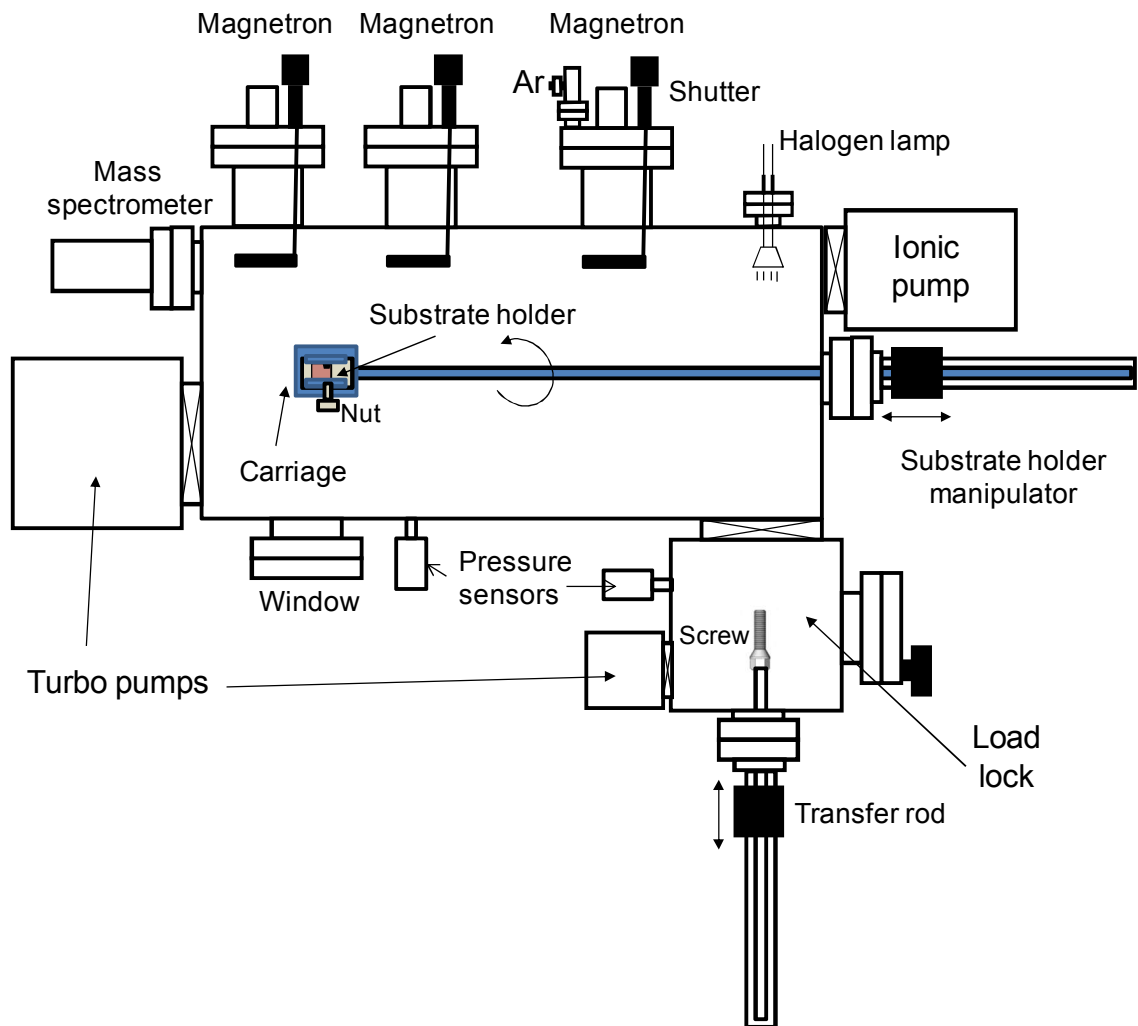 Magnetron
Magnetron
Magnetron
Ar
Shutter
Halogen lamp
Mass
spectrometer
Ionic
pump
Substrate holder
Nut
Carriage
Substrate holder
manipulator
Pressure
sensors
Window
Screw
Turbo pumps
Load
lock
Transfer rod